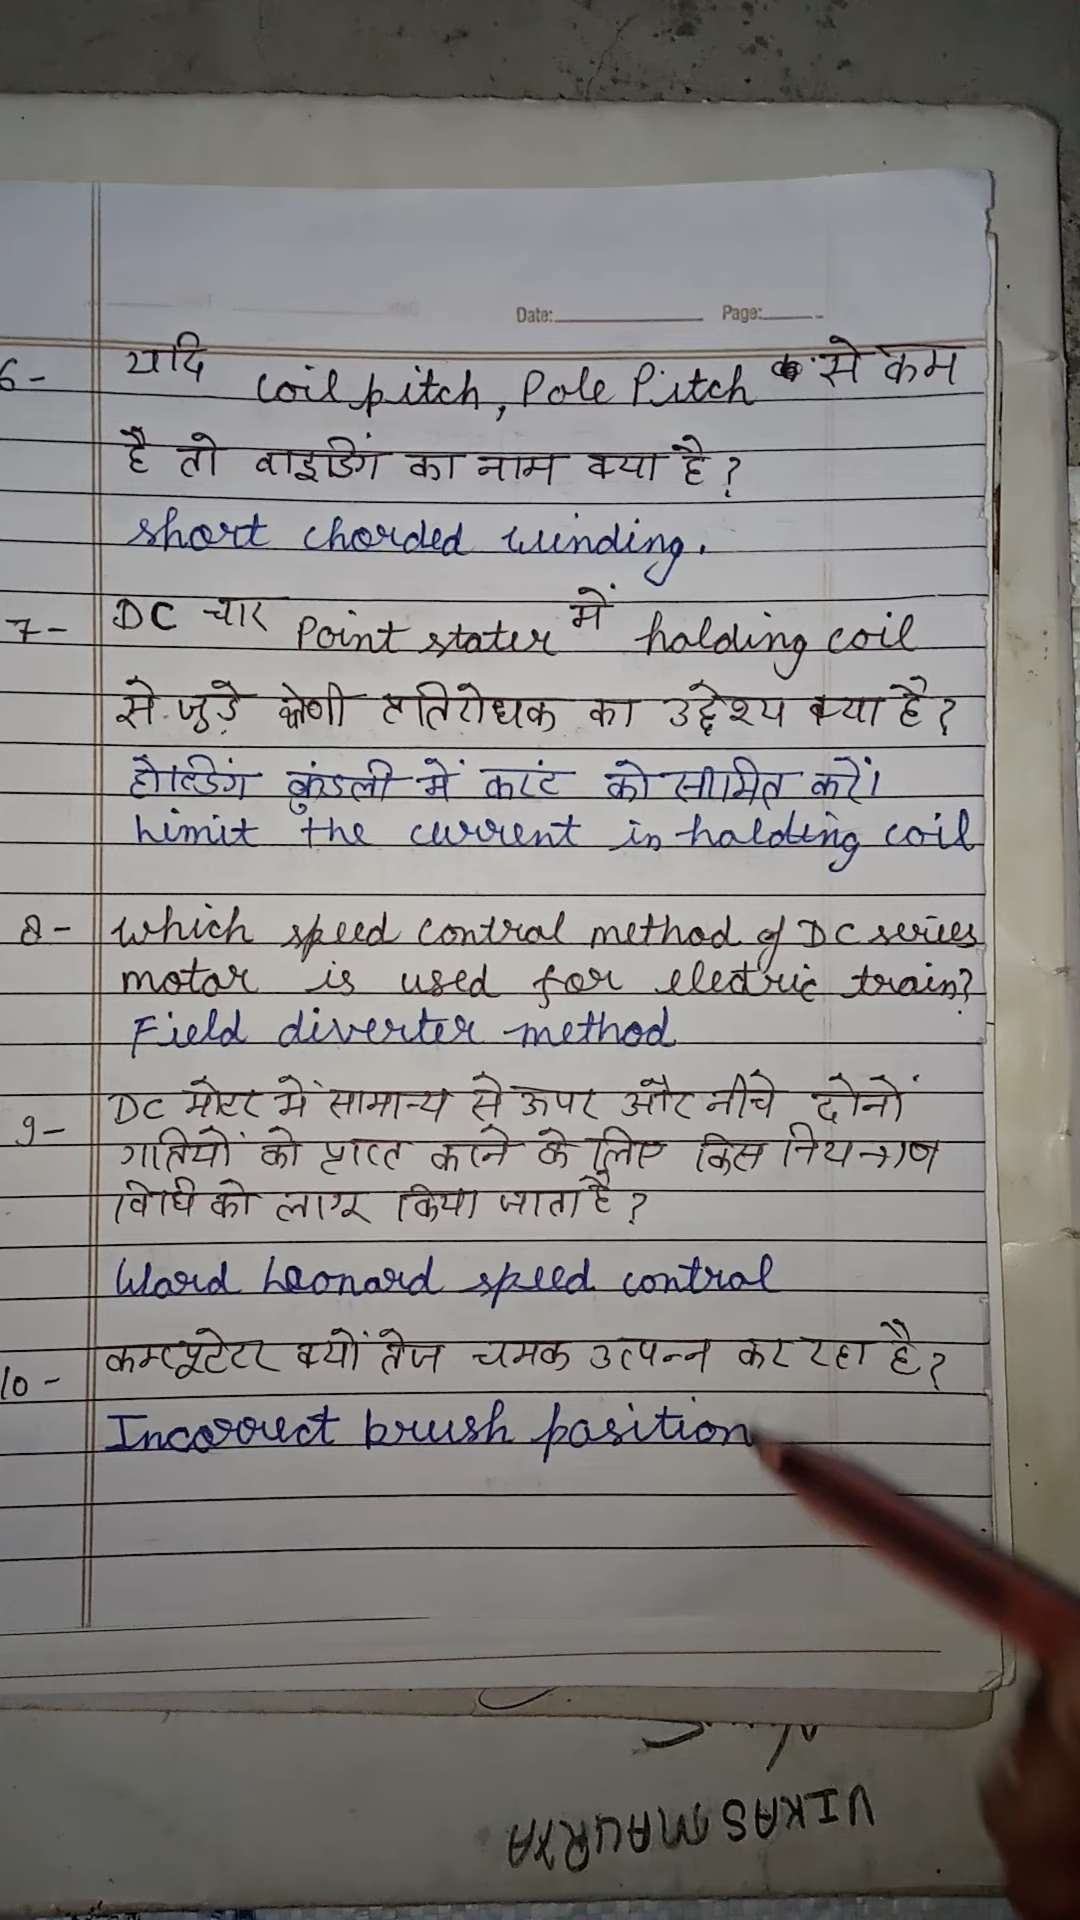 Date: Page:
6- यदि coil pitch, Pole Pitch से कम
है तो वाइडिंग का नाम क्या है?
short chorded winding.
7- DC चार Point stater में holding coil
से जुड़े श्रेणी प्रतिरोधक का उद्देश्य क्या है?
होल्डिंग कुंडली में करंट को सीमित करें।
Limit the current in holding coil
8- which speed control method of DC series
motor is used for electric train?
Field diverter method
9- DC मोटर में सामान्य से ऊपर और नीचे दोनों
गतियों को प्राप्त करने के लिए किस नियन्त्रण
विधि को लागू किया जाता है?
Ward Leonard speed control
10- कम्प्यूटेटर क्यों तेज चमक उत्पन्न कर रहा है?
Incorrect brush position
VIKAS MAURYA